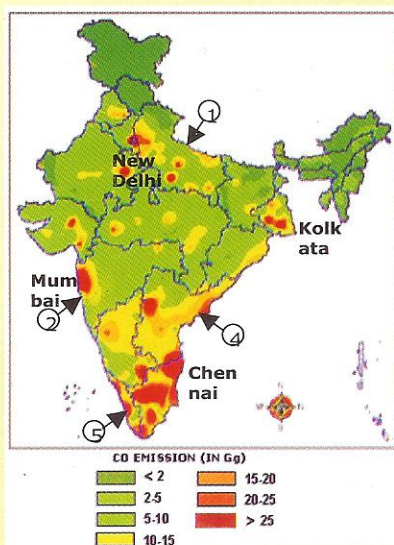 1
New
Delhi
Kolk
ata
Mum
bai
2
4
Chen
nai
5
CO EMISSION (IN Gg)
< 2
15-20
2-5
20-25
5-10
> 25
10-15